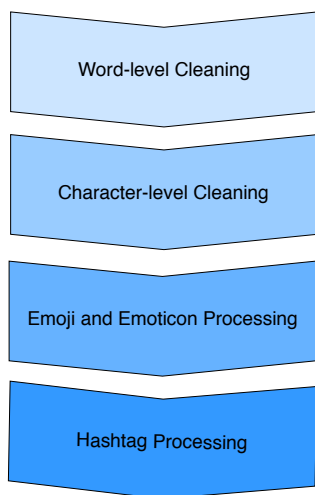 Word-level Cleaning
Character-level Cleaning
Emoji and Emoticon Processing
Hashtag Processing